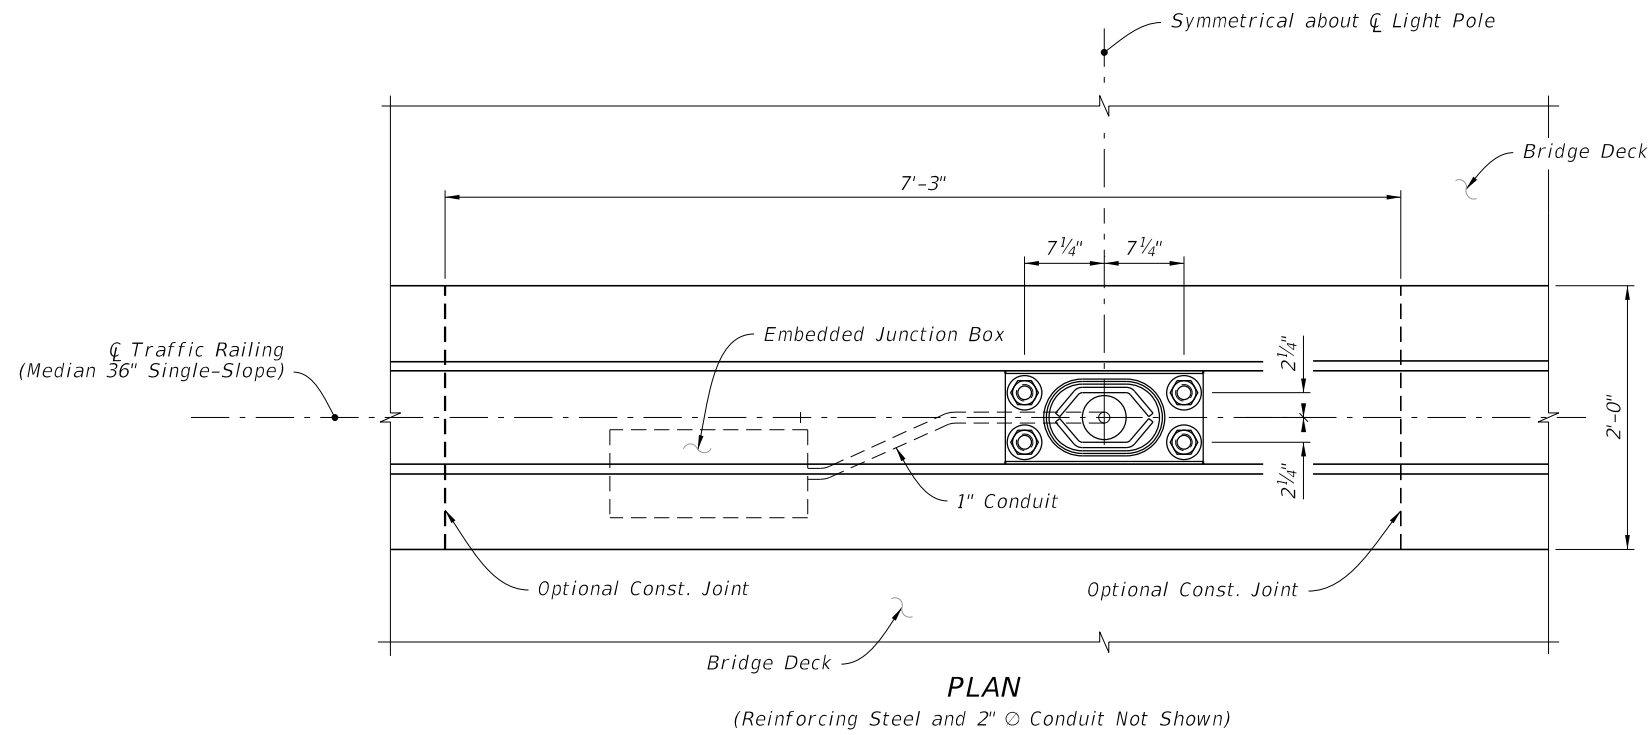 Symmetrical about ℄ Light Pole
Bridge Deck
7'-3"
7¼" 7¼"
Embedded Junction Box
℄ Traffic Railing
(Median 36" Single-Slope)
2¼"
2'-0"
2¼"
1" Conduit
Optional Const. Joint
Optional Const. Joint
Bridge Deck
PLAN
(Reinforcing Steel and 2" ∅ Conduit Not Shown)